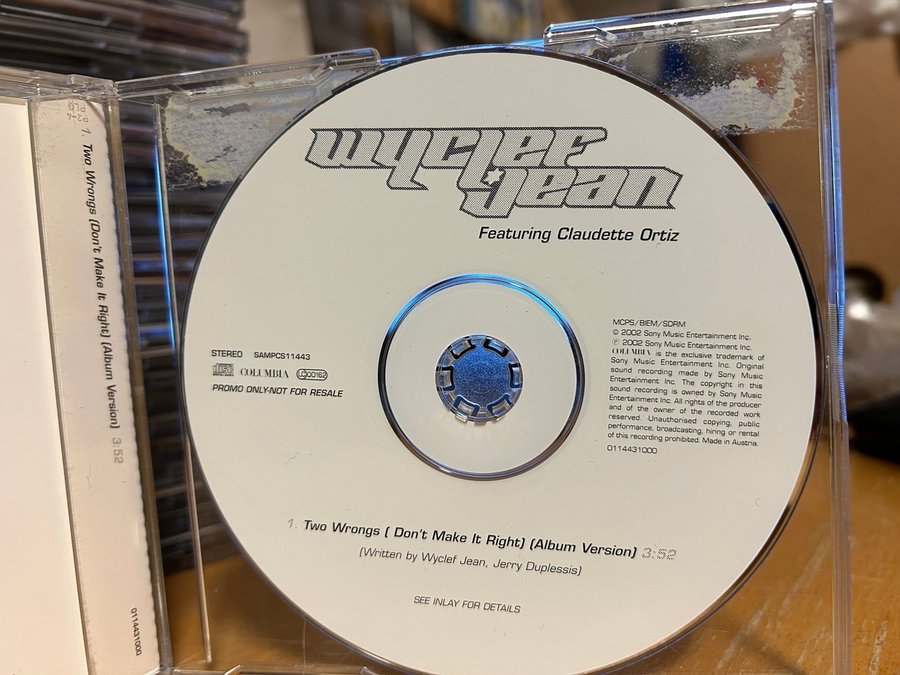 P2-4
PL6
1. Two Wrongs (Don't Make It Right) (Album Version) 3:52
0114431000
wyclef
jean
Featuring Claudette Ortiz
STEREO SAMPCS11443
COLUMBIA LC00162
PROMO ONLY-NOT FOR RESALE
MCPS/BIEM/SDRM
© 2002 Sony Music Entertainment Inc.
℗ 2002 Sony Music Entertainment Inc.
COLUMBIA is the exclusive trademark of
Sony Music Entertainment Inc. Original
sound recording made by Sony Music
Entertainment Inc. The copyright in this
sound recording is owned by Sony Music
Entertainment Inc. All rights of the producer
and of the owner of the recorded work
reserved. Unauthorised copying, public
performance, broadcasting, hiring or rental
of this recording prohibited. Made in Austria.
0114431000
1. Two Wrongs ( Don't Make It Right) (Album Version) 3:52
(Written by Wyclef Jean, Jerry Duplessis)
SEE INLAY FOR DETAILS